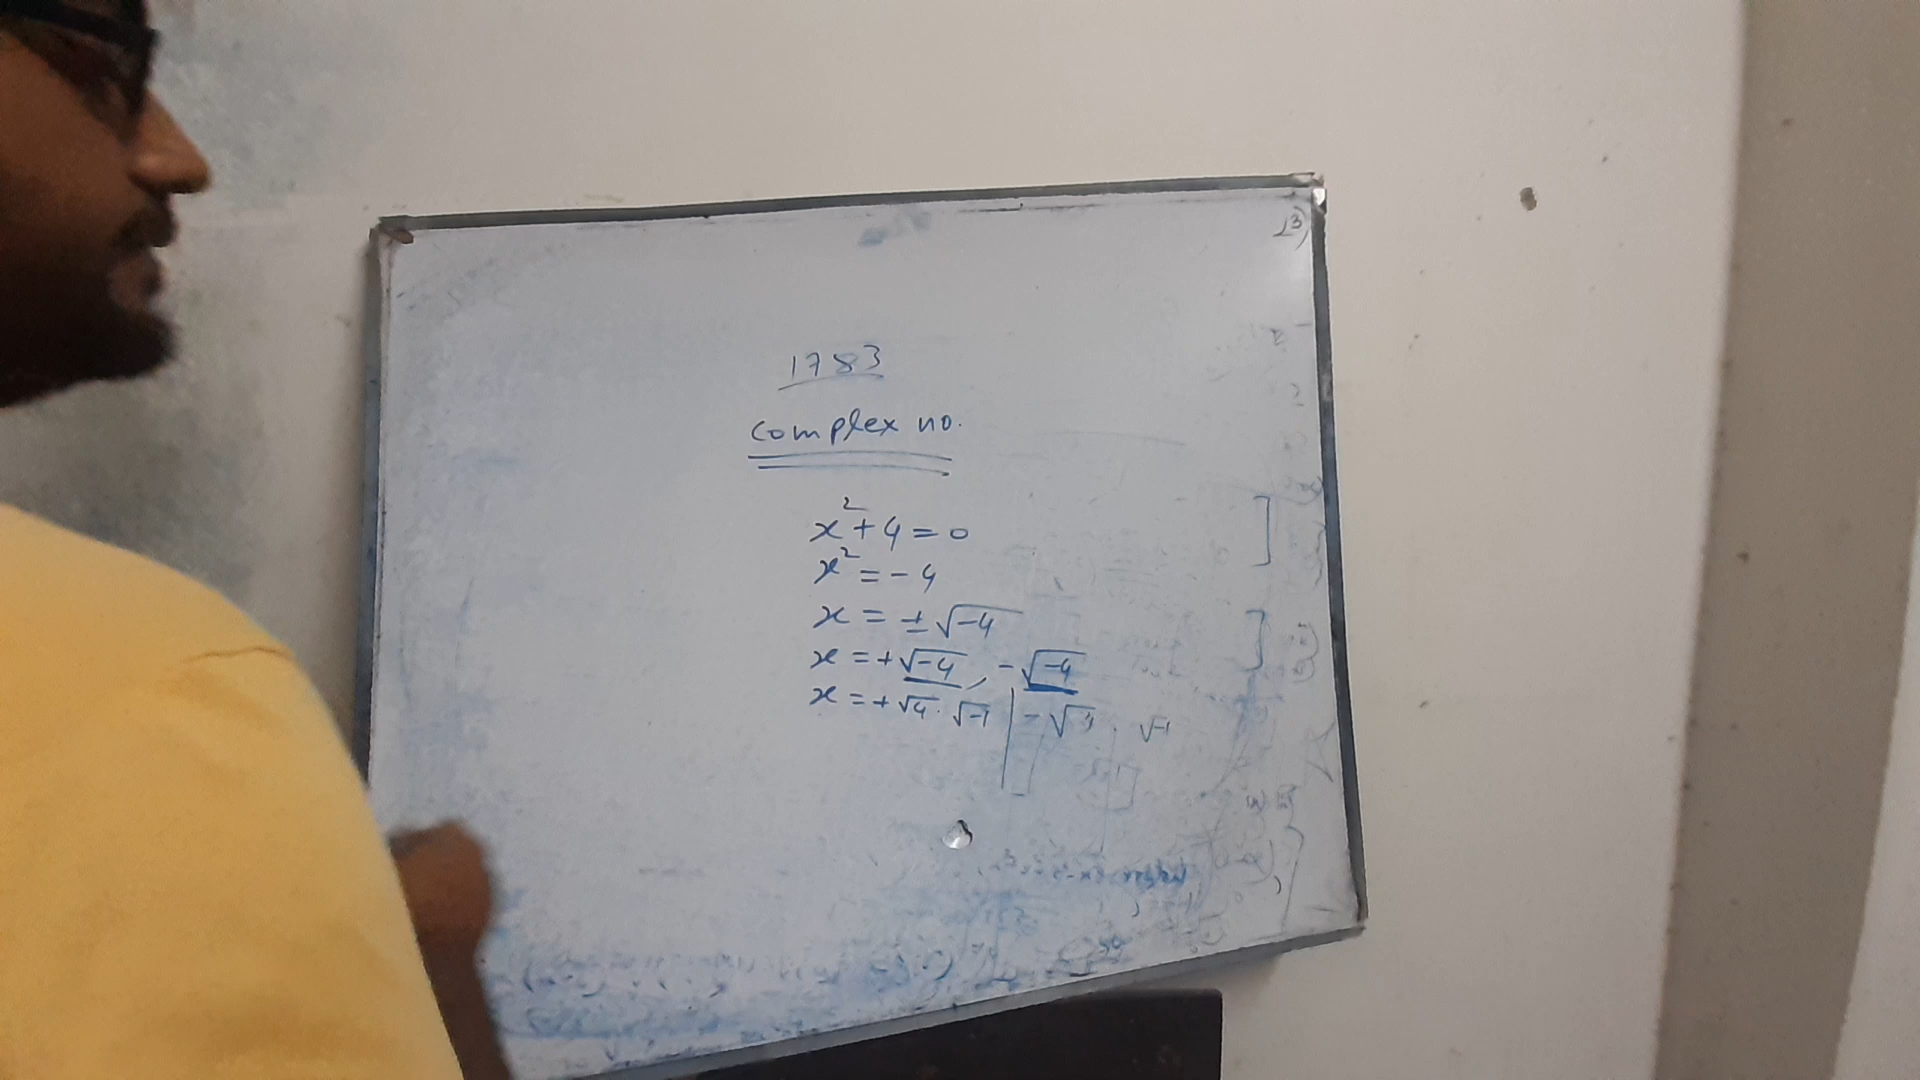 1783
complex no.
x² + 4 = 0
x² = - 4
x = ± √-4
x = + √-4 , - √-4
x = + √4 . √-1 | - √4 . √-1